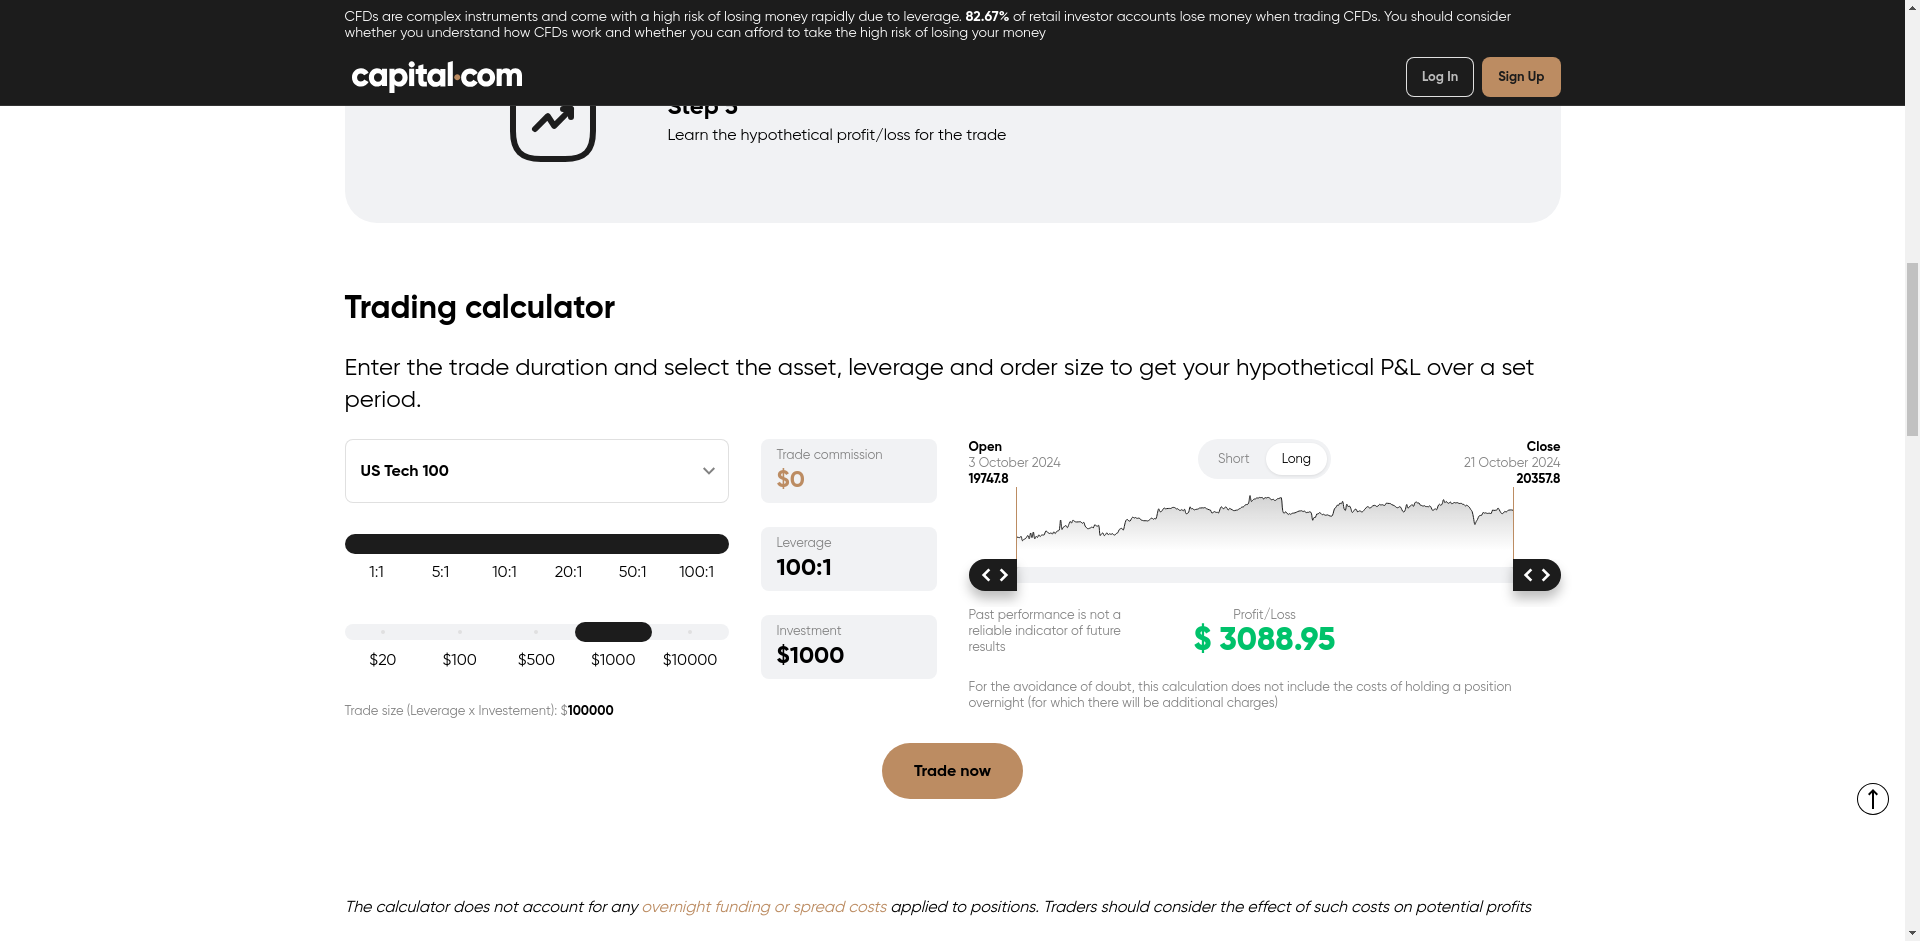 CFDs are complex instruments and come with a high risk of losing money rapidly due to leverage. 82.67% of retail investor accounts lose money when trading CFDs. You should consider
whether you understand how CFDs work and whether you can afford to take the high risk of losing your money
capital.com
Log In
Sign Up
Step 3
Learn the hypothetical profit/loss for the trade
Trading calculator
Enter the trade duration and select the asset, leverage and order size to get your hypothetical P&L over a set
period.
US Tech 100
1:1 5:1 10:1 20:1 50:1 100:1
$20 $100 $500 $1000 $10000
Trade size (Leverage x Investement): $100000
Trade commission
$0
Leverage
100:1
Investment
$1000
Open
3 October 2024
19747.8
Short Long
Close
21 October 2024
20357.8
Past performance is not a
reliable indicator of future
results
Profit/Loss
$ 3088.95
For the avoidance of doubt, this calculation does not include the costs of holding a position
overnight (for which there will be additional charges)
Trade now
The calculator does not account for any overnight funding or spread costs applied to positions. Traders should consider the effect of such costs on potential profits